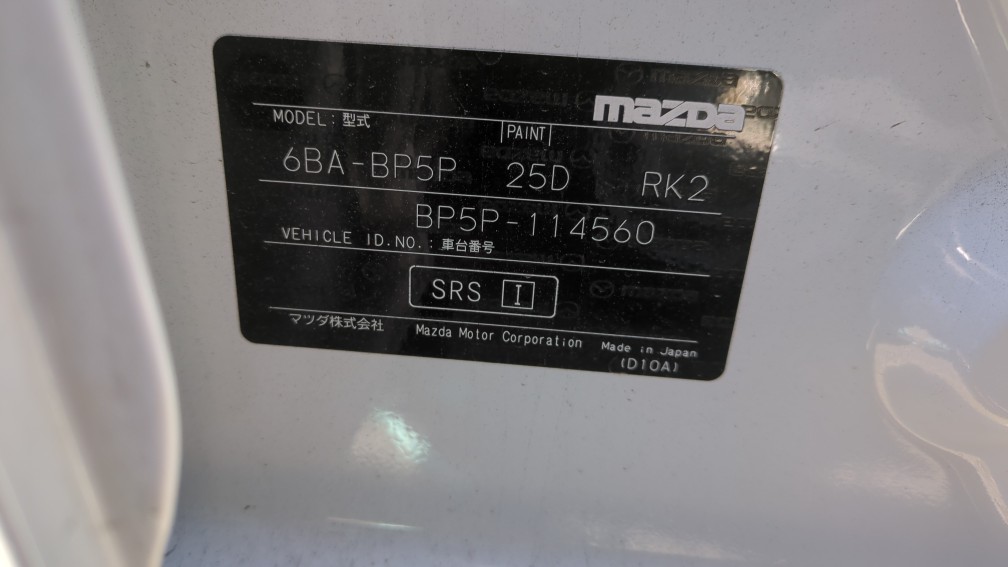 mazda
MODEL : 型式 PAINT
6BA-BP5P 25D RK2
BP5P-114560
VEHICLE ID.NO. : 車台番号
SRS I
マツダ株式会社 Mazda Motor Corporation Made in Japan
(D10A)